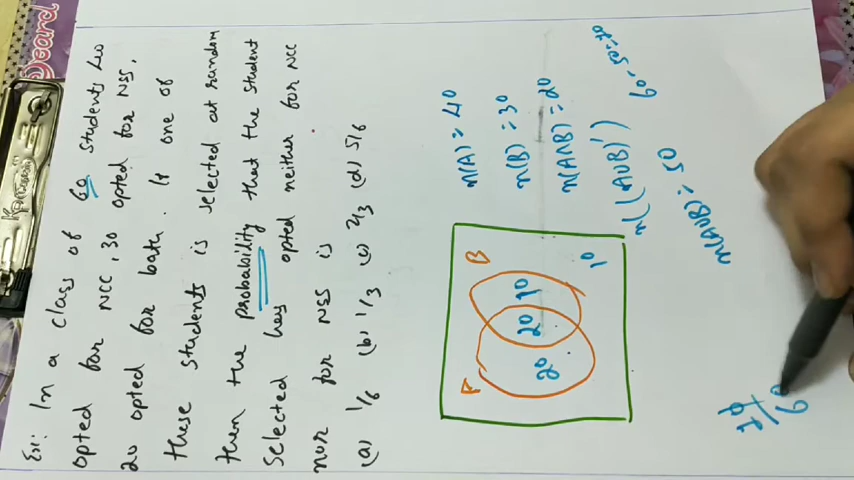 Ex: In a class of 60 students 40
opted for NCC, 30 opted for NSS,
20 opted for both. If one of
these students is selected at random
then the probability that the student
selected has opted neither for NCC
nor for NSS is
(a) 1/6 (b) 1/3 (c) 2/3 (d) 5/6
A B
20 20 10
10
n(A) = 40
n(B) = 30
n(A∩B) = 20
n((A∪B)')
60-50=10
n(A∪B) = 50
10/60
Board